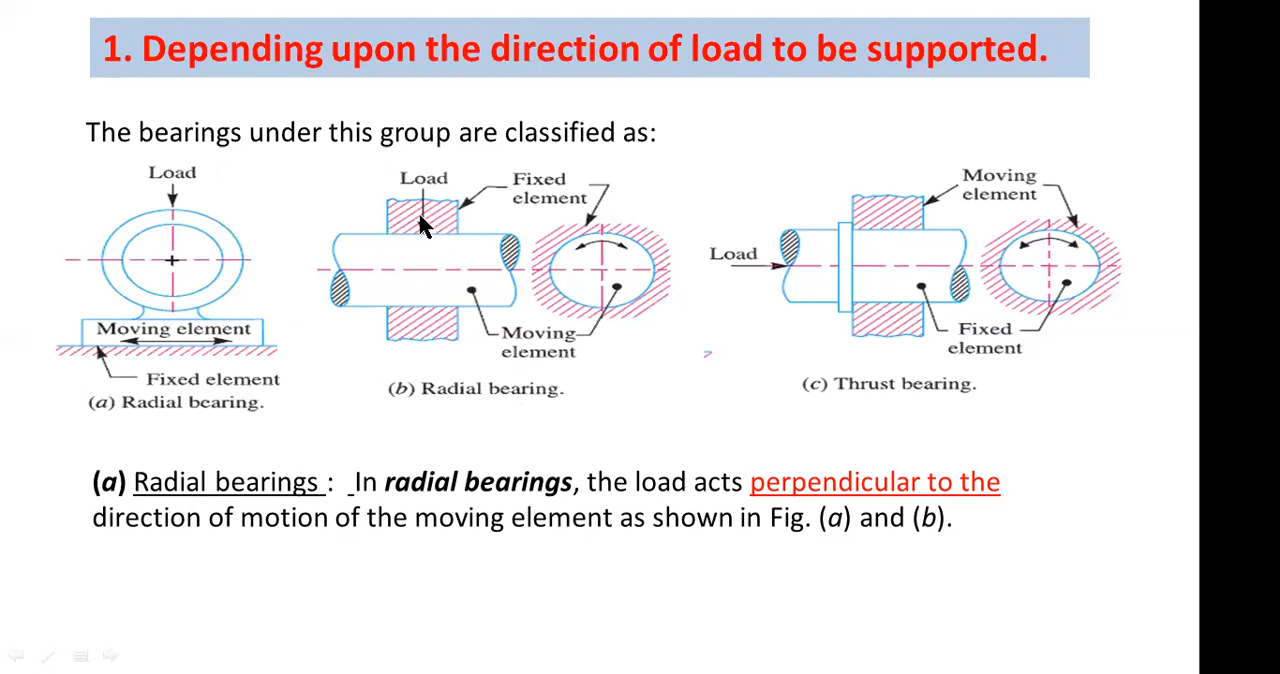 1. Depending upon the direction of load to be supported.
The bearings under this group are classified as:
Load
Moving element
Fixed element
(a) Radial bearing.
Load
Fixed
element
Moving
element
(b) Radial bearing.
Load
Moving
element
Fixed
element
(c) Thrust bearing.
(a) Radial bearings : In radial bearings, the load acts perpendicular to the
direction of motion of the moving element as shown in Fig. (a) and (b).